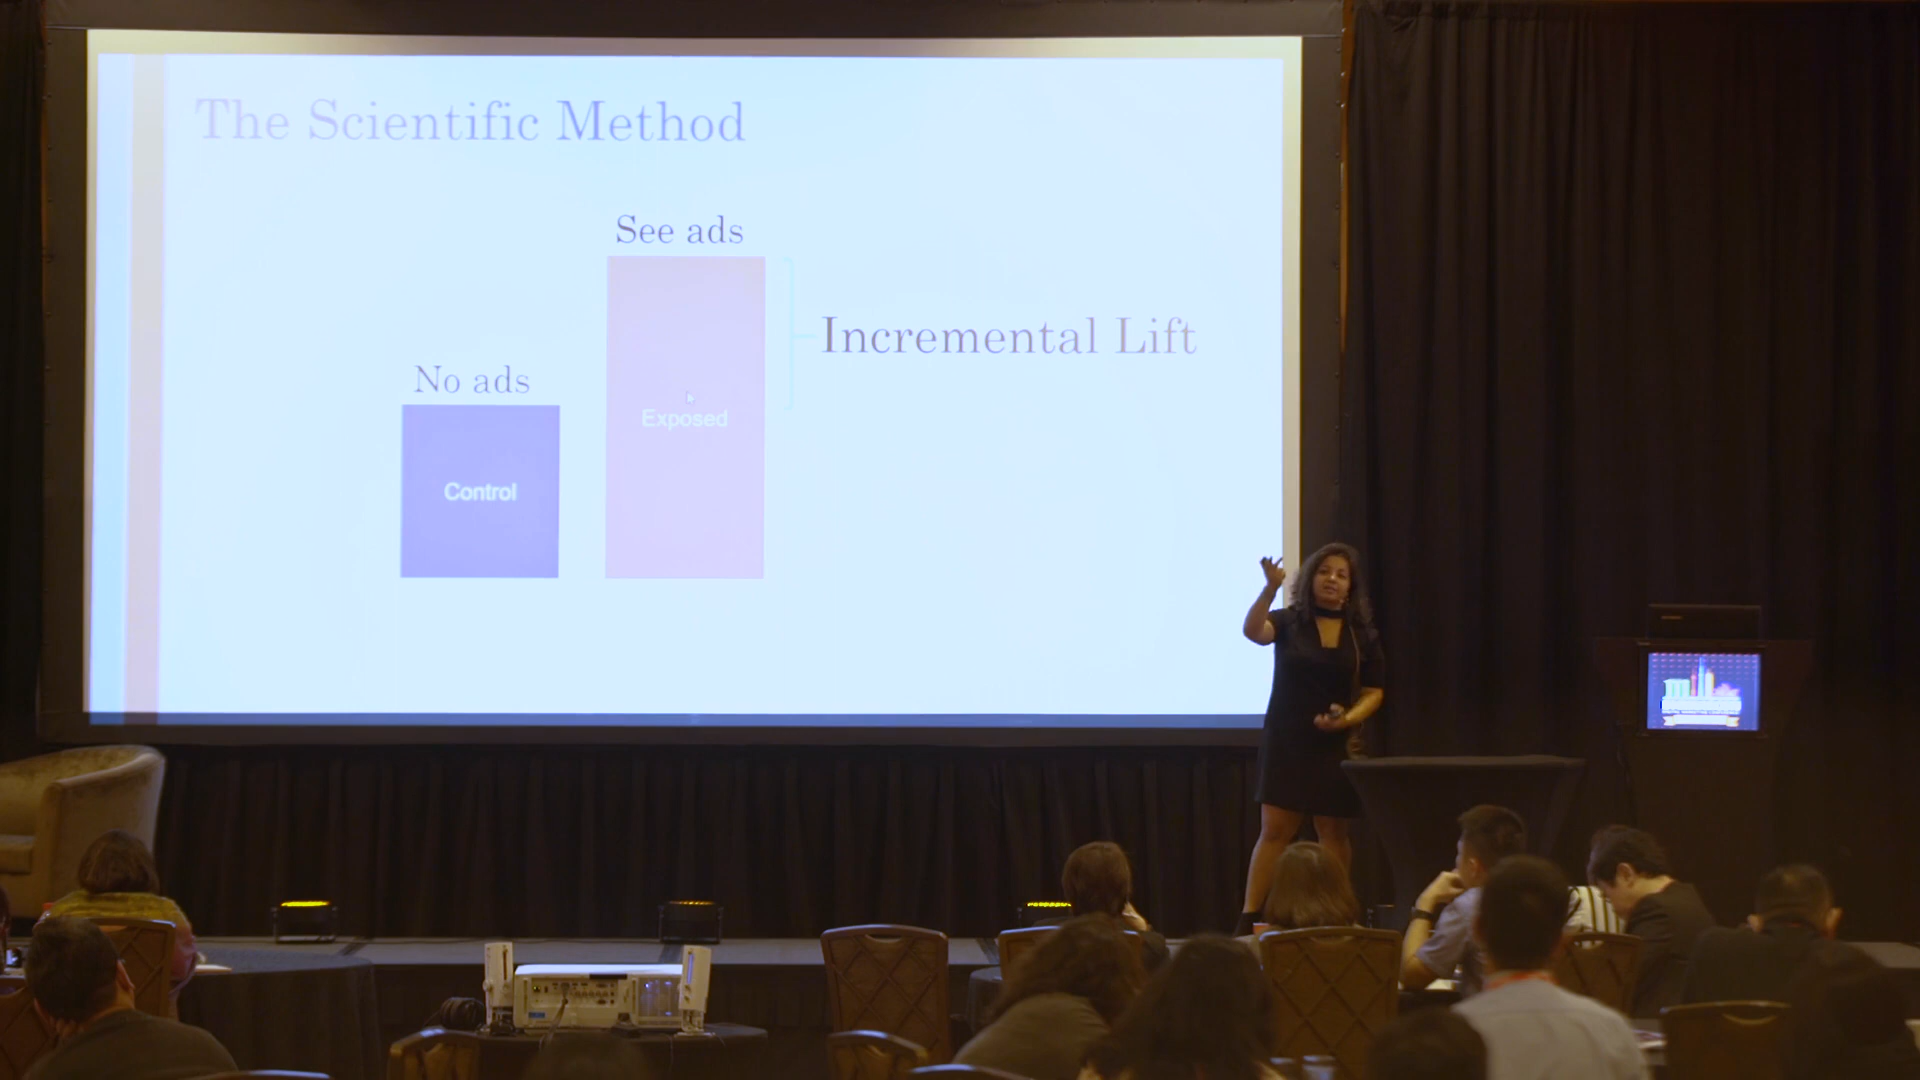 The Scientific Method
See ads
Incremental Lift
No ads
Exposed
Control